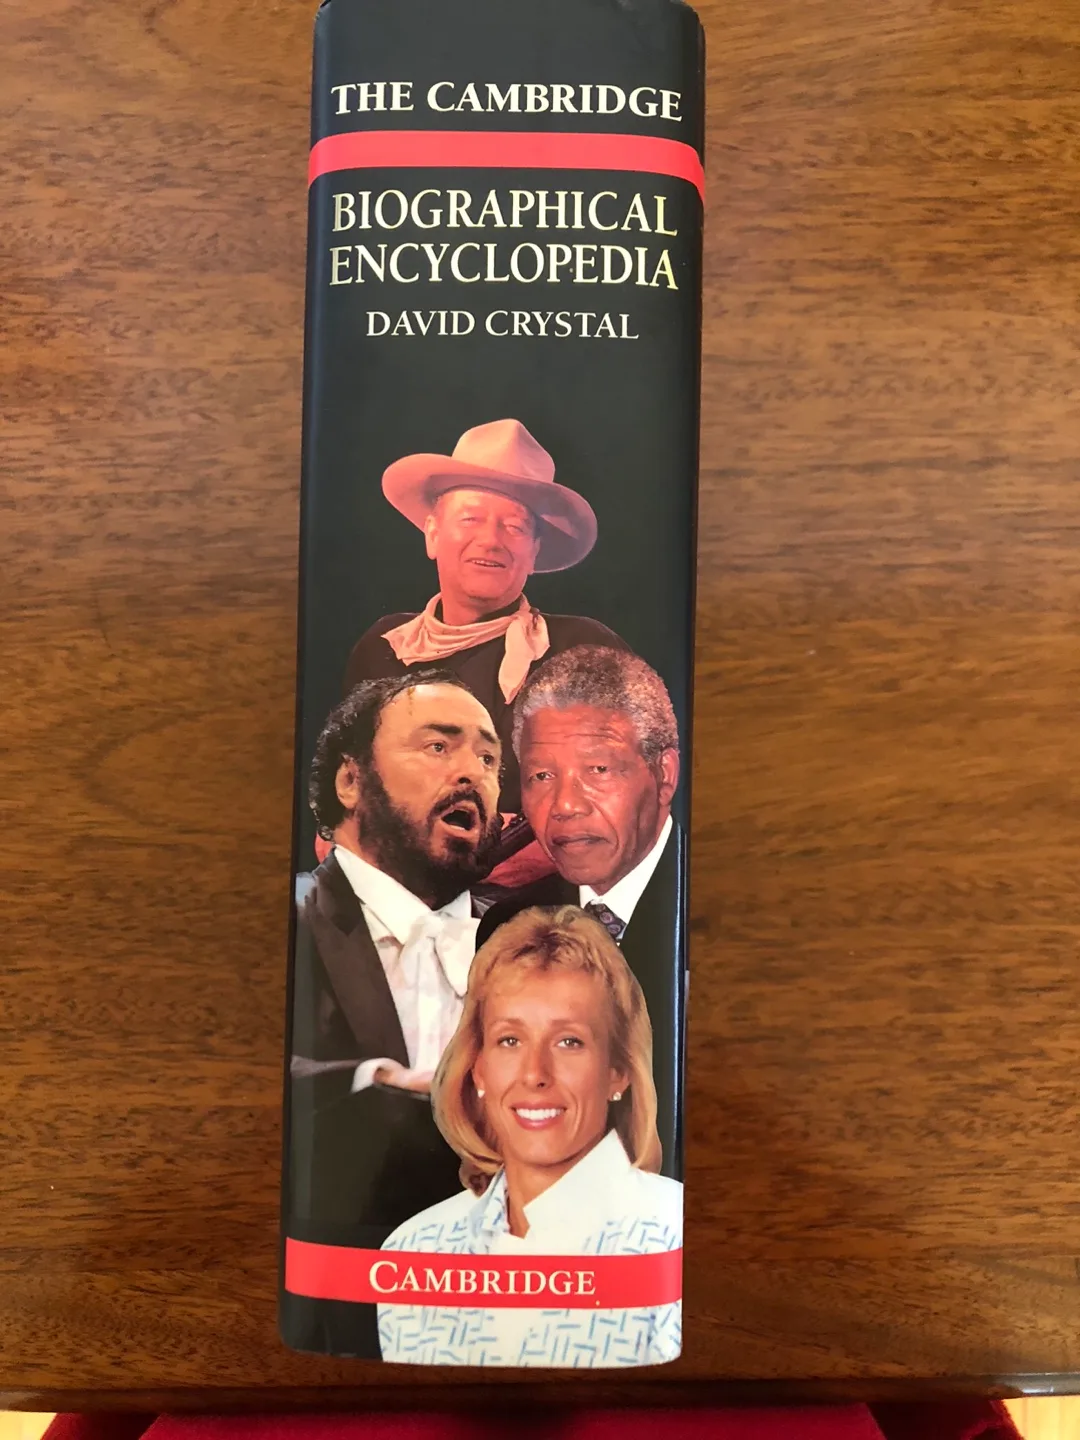 THE CAMBRIDGE
BIOGRAPHICAL
ENCYCLOPEDIA
DAVID CRYSTAL
CAMBRIDGE